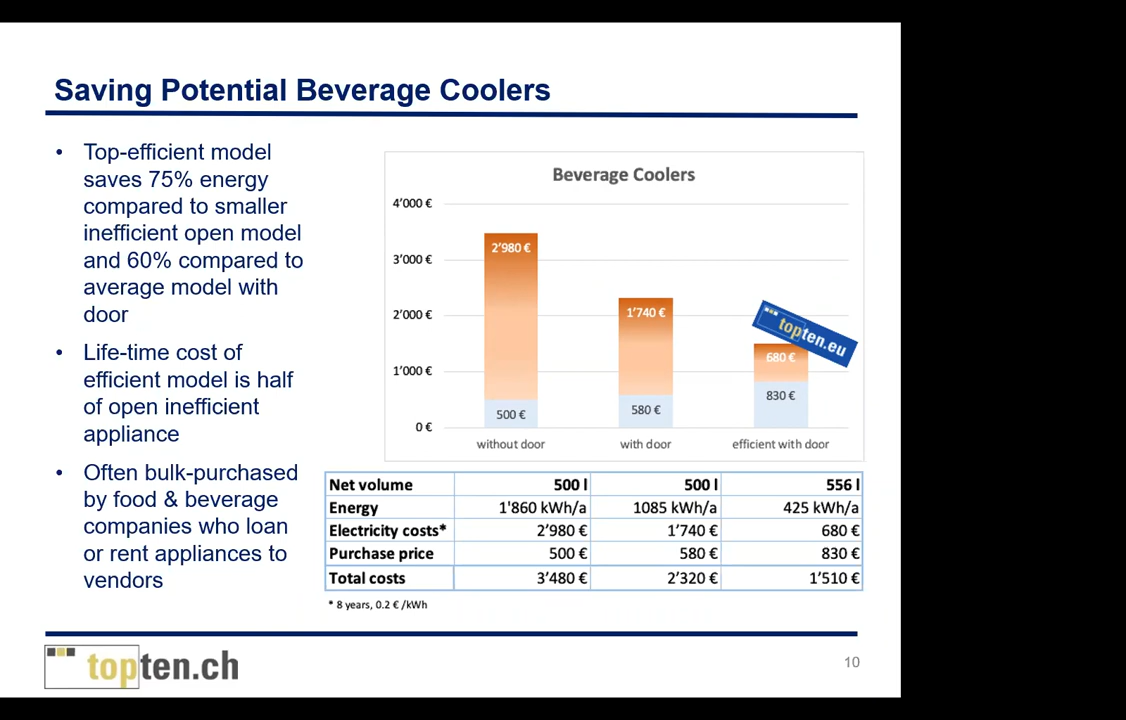 Saving Potential Beverage Coolers
• Top-efficient model
saves 75% energy
compared to smaller
inefficient open model
and 60% compared to
average model with
door
• Life-time cost of
efficient model is half
of open inefficient
appliance
• Often bulk-purchased
by food & beverage
companies who loan
or rent appliances to
vendors
Beverage Coolers
4’000 €
3’000 €
2’000 €
1’000 €
0 €
2’980 €
500 €
1’740 €
580 €
topten.eu
680 €
830 €
without door with door efficient with door
Net volume 500 l 500 l 556 l
Energy 1'860 kWh/a 1085 kWh/a 425 kWh/a
Electricity costs* 2’980 € 1’740 € 680 €
Purchase price 500 € 580 € 830 €
Total costs 3’480 € 2’320 € 1’510 €
* 8 years, 0.2 € /kWh
topten.ch
10